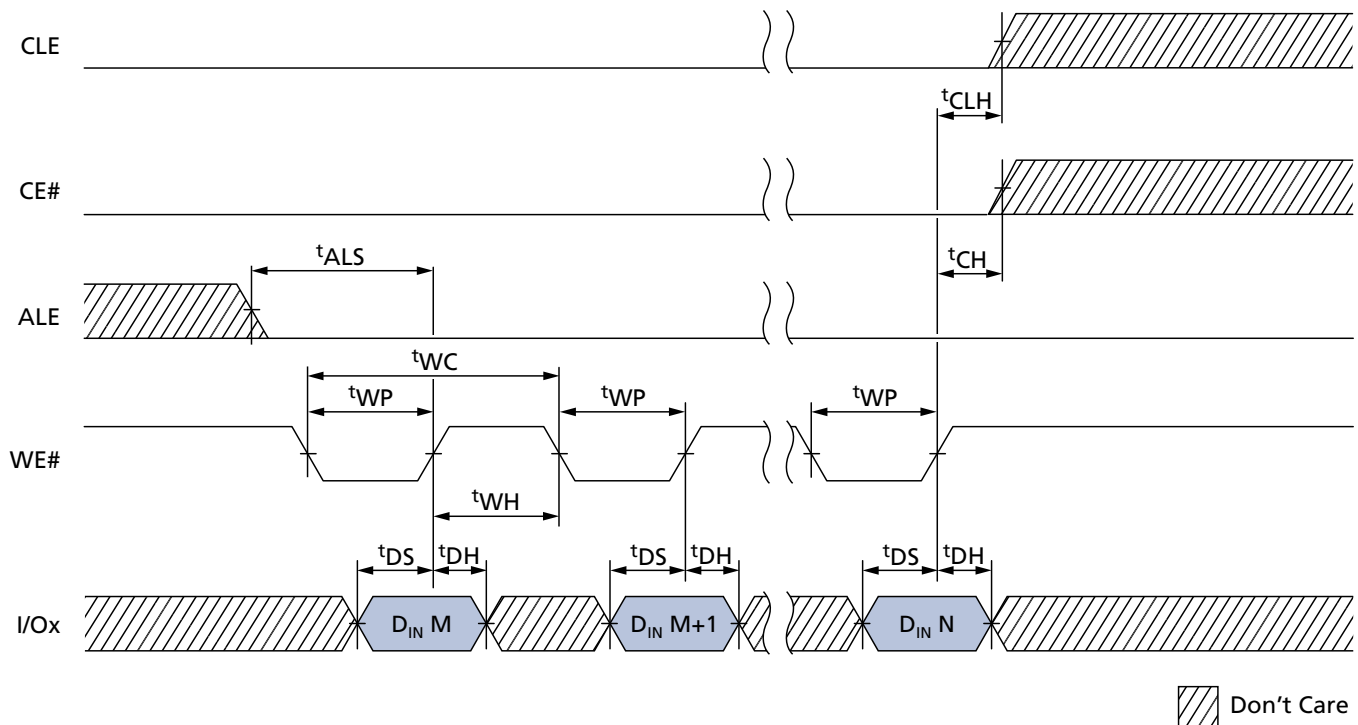 CLE
tCLH
CE#
tCH
tALS
ALE
tWC
tWP tWP tWP
WE#
tWH
tDS tDH tDS tDH tDS tDH
I/Ox DIN M DIN M+1 DIN N
Don't Care